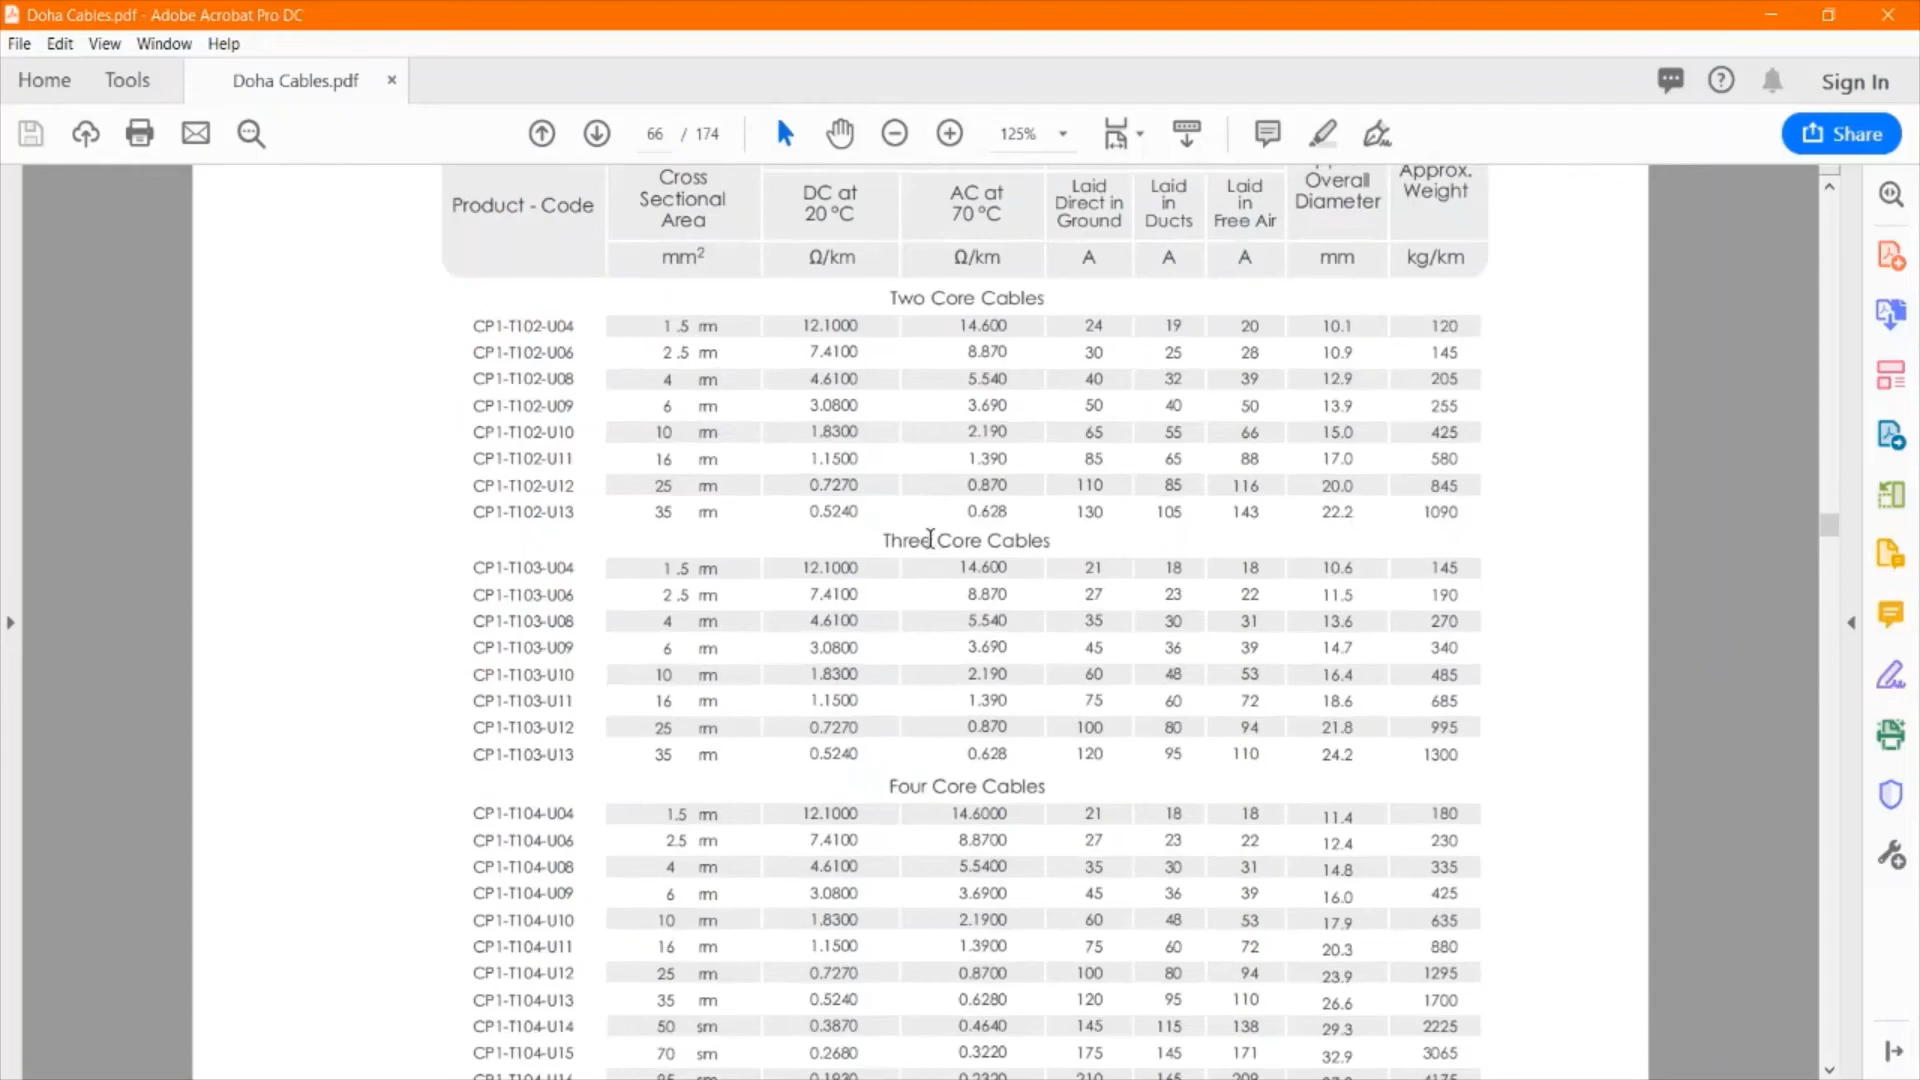 Doha Cables.pdf - Adobe Acrobat Pro DC
File Edit View Window Help
Home Tools Doha Cables.pdf × Sign In
66 / 174 125% Share
Product - Code Cross Sectional Area DC at 20 ºC AC at 70 ºC Laid Direct in Ground Laid in Ducts Laid in Free Air Overall Diameter Approx. Weight
mm² Ω/km Ω/km A A A mm kg/km
Two Core Cables
CP1-T102-U04 1.5 rm 12.1000 14.600 24 19 20 10.1 120
CP1-T102-U06 2.5 rm 7.4100 8.870 30 25 28 10.9 145
CP1-T102-U08 4 rm 4.6100 5.540 40 32 39 12.9 205
CP1-T102-U09 6 rm 3.0800 3.690 50 40 50 13.9 255
CP1-T102-U10 10 rm 1.8300 2.190 65 55 66 15.0 425
CP1-T102-U11 16 rm 1.1500 1.390 85 65 88 17.0 580
CP1-T102-U12 25 rm 0.7270 0.870 110 85 116 20.0 845
CP1-T102-U13 35 rm 0.5240 0.628 130 105 143 22.2 1090
Three Core Cables
CP1-T103-U04 1.5 rm 12.1000 14.600 21 18 18 10.6 145
CP1-T103-U06 2.5 rm 7.4100 8.870 27 23 22 11.5 190
CP1-T103-U08 4 rm 4.6100 5.540 35 30 31 13.6 270
CP1-T103-U09 6 rm 3.0800 3.690 45 36 39 14.7 340
CP1-T103-U10 10 rm 1.8300 2.190 60 48 53 16.4 485
CP1-T103-U11 16 rm 1.1500 1.390 75 60 72 18.6 685
CP1-T103-U12 25 rm 0.7270 0.870 100 80 94 21.8 995
CP1-T103-U13 35 rm 0.5240 0.628 120 95 110 24.2 1300
Four Core Cables
CP1-T104-U04 1.5 rm 12.1000 14.6000 21 18 18 11.4 180
CP1-T104-U06 2.5 rm 7.4100 8.8700 27 23 22 12.4 230
CP1-T104-U08 4 rm 4.6100 5.5400 35 30 31 14.8 335
CP1-T104-U09 6 rm 3.0800 3.6900 45 36 39 16.0 425
CP1-T104-U10 10 rm 1.8300 2.1900 60 48 53 17.9 635
CP1-T104-U11 16 rm 1.1500 1.3900 75 60 72 20.3 880
CP1-T104-U12 25 rm 0.7270 0.8700 100 80 94 23.9 1295
CP1-T104-U13 35 rm 0.5240 0.6280 120 95 110 26.6 1700
CP1-T104-U14 50 sm 0.3870 0.4640 145 115 138 29.3 2225
CP1-T104-U15 70 sm 0.2680 0.3220 175 145 171 32.9 3065